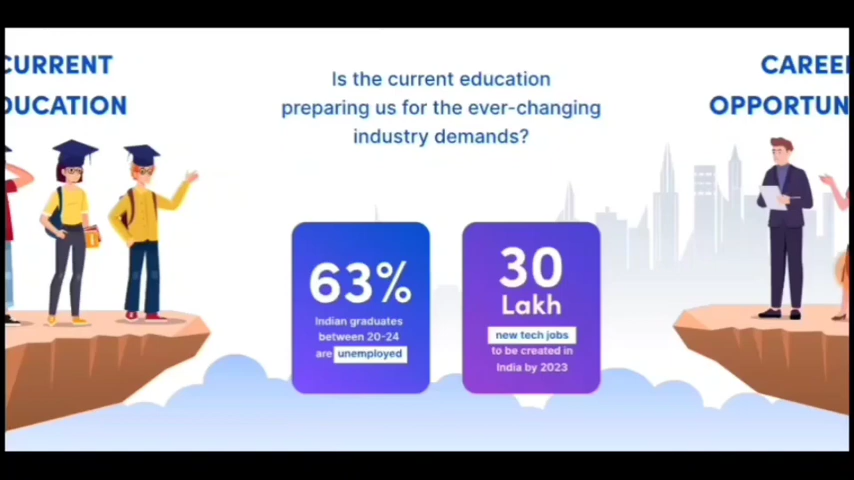 CURRENT
DUCATION
Is the current education
preparing us for the ever-changing
industry demands?
CAREE
OPPORTUN
63%
Indian graduates
between 20-24
are unemployed
30
Lakh
new tech jobs
to be created in
India by 2023